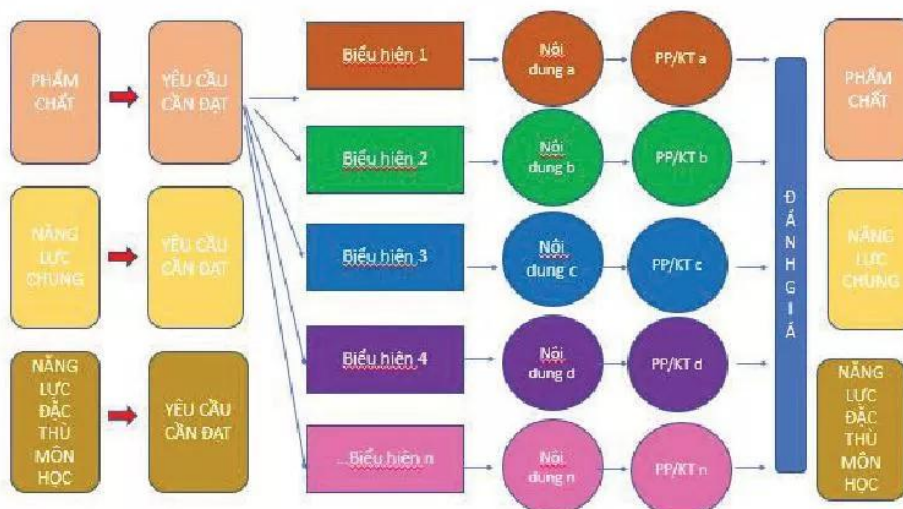 PHẨM
CHẤT
YÊU CẦU
CẦN ĐẠT
Biểu hiện 1
Nội
dung a
PP/KT a
PHẨM
CHẤT
Biểu hiện 2
Nội
dung b
PP/KT b
NĂNG
LỰC
CHUNG
YÊU CẦU
CẦN ĐẠT
Biểu hiện 3
Nội
dung c
PP/KT c
ĐÁNH GIÁ
NĂNG
LỰC
CHUNG
Biểu hiện 4
Nội
dung d
PP/KT d
NĂNG
LỰC
ĐẶC
THÙ
MÔN
HỌC
YÊU CẦU
CẦN ĐẠT
...Biểu hiện n
Nội
dung n
PP/KT n
NĂNG
LỰC
ĐẶC
THÙ
MÔN
HỌC